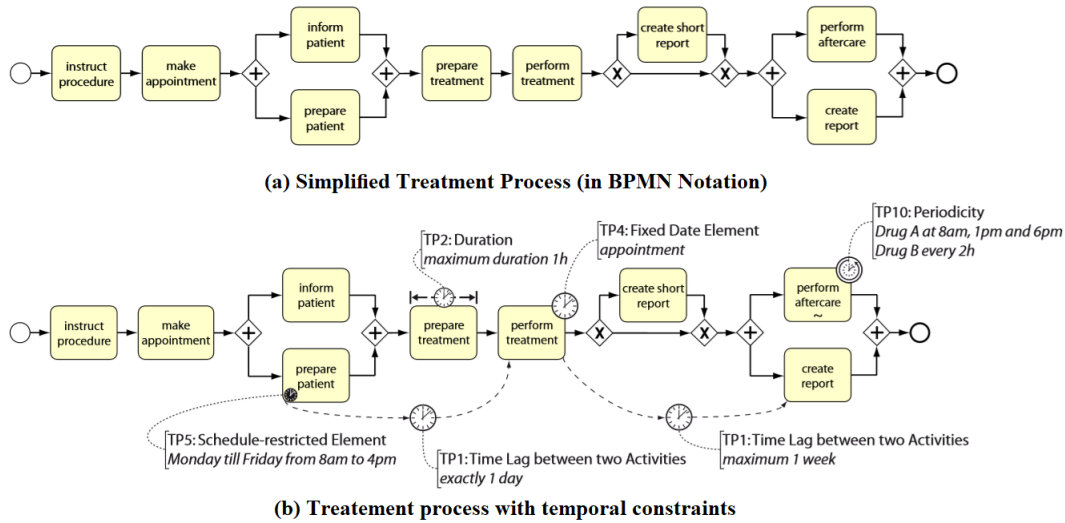 inform
patient
create short
report
perform
aftercare
instruct
procedure
make
appointment
prepare
treatment
perform
treatment
prepare
patient
create
report
(a) Simplified Treatment Process (in BPMN Notation)
TP2: Duration
maximum duration 1h
TP4: Fixed Date Element
appointment
TP10: Periodicity
Drug A at 8am, 1pm and 6pm
Drug B every 2h
inform
patient
create short
report
perform
aftercare
~
instruct
procedure
make
appointment
prepare
treatment
perform
treatment
prepare
patient
create
report
TP5: Schedule-restricted Element
Monday till Friday from 8am to 4pm
TP1: Time Lag between two Activities
exactly 1 day
TP1: Time Lag between two Activities
maximum 1 week
(b) Treatement process with temporal constraints